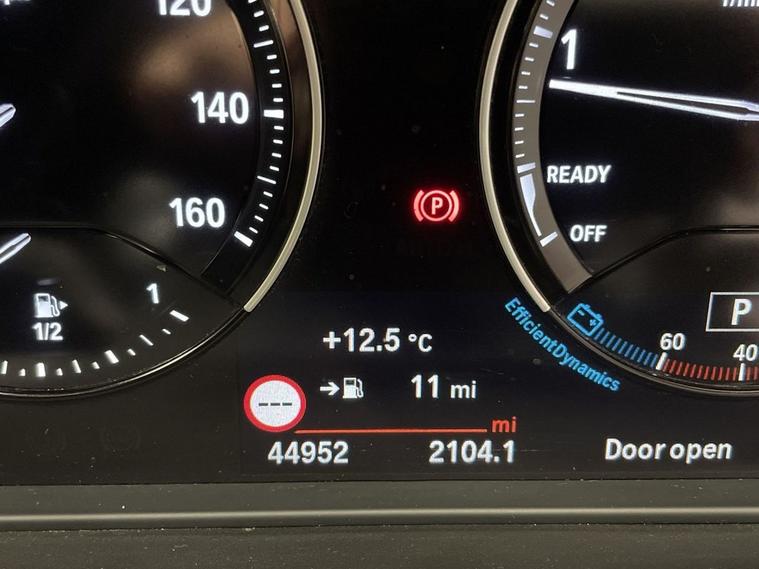 120
140
160
1/2
1
1
READY
OFF
P
P
+12.5 °C
11 mi
---
mi
44952
2104.1
EfficientDynamics
60
40
Door open